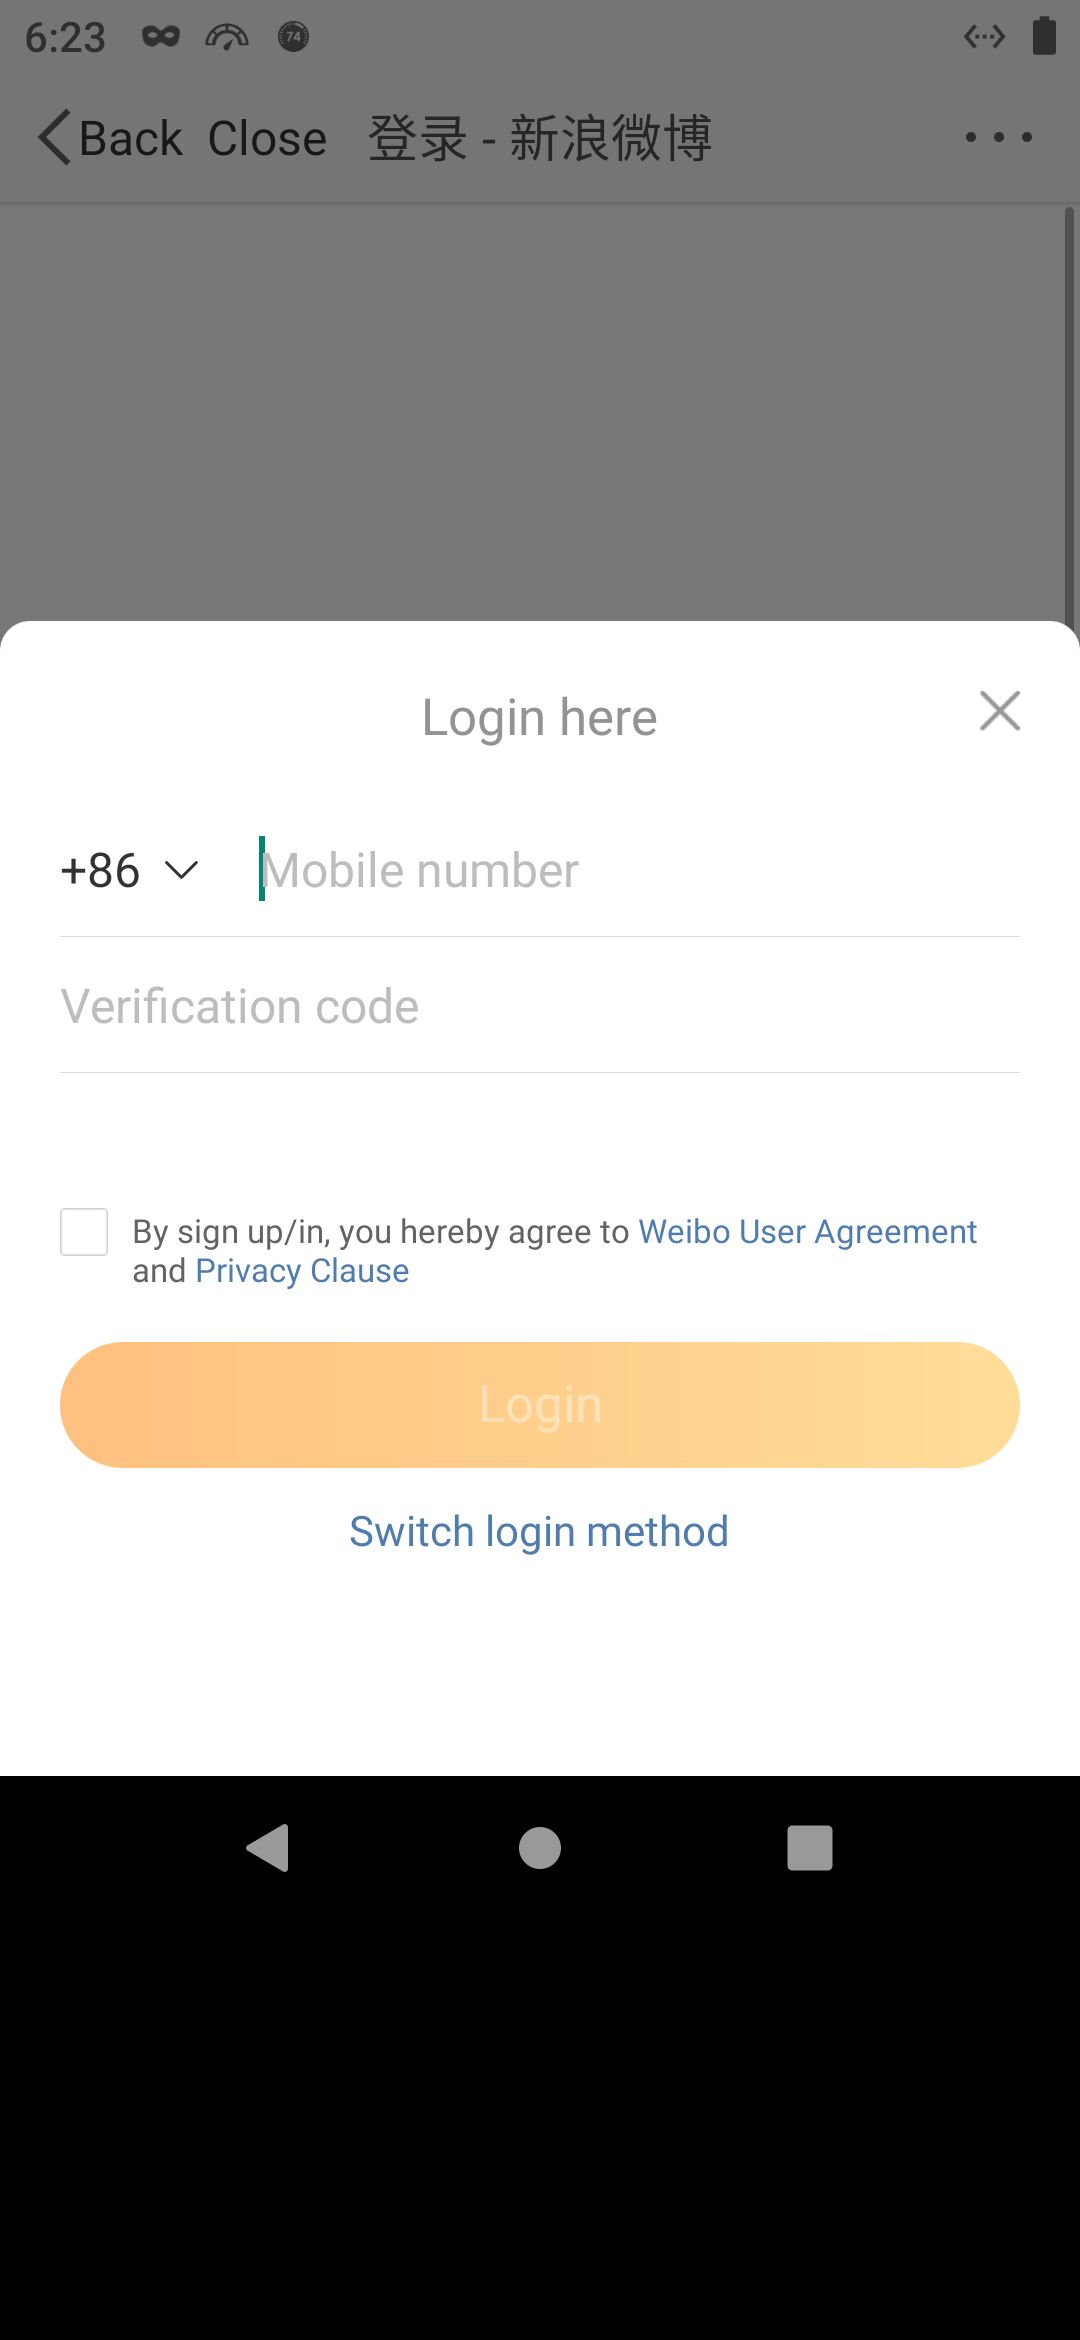 6:23 74
Back Close 登录 - 新浪微博
Login here
+86 Mobile number
Verification code
By sign up/in, you hereby agree to Weibo User Agreement
and Privacy Clause
Login
Switch login method